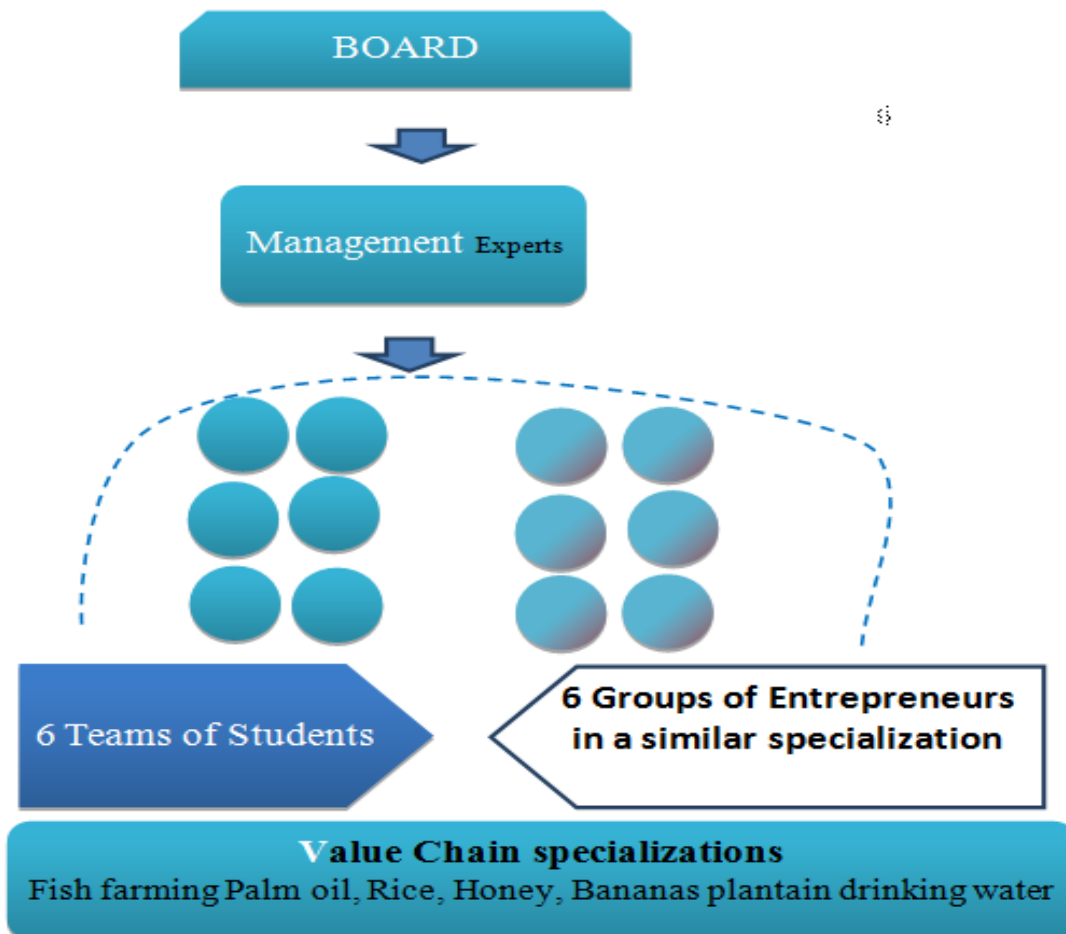 BOARD
Management Experts
6 Teams of Students
6 Groups of Entrepreneurs
in a similar specialization
Value Chain specializations
Fish farming Palm oil, Rice, Honey, Bananas plantain drinking water